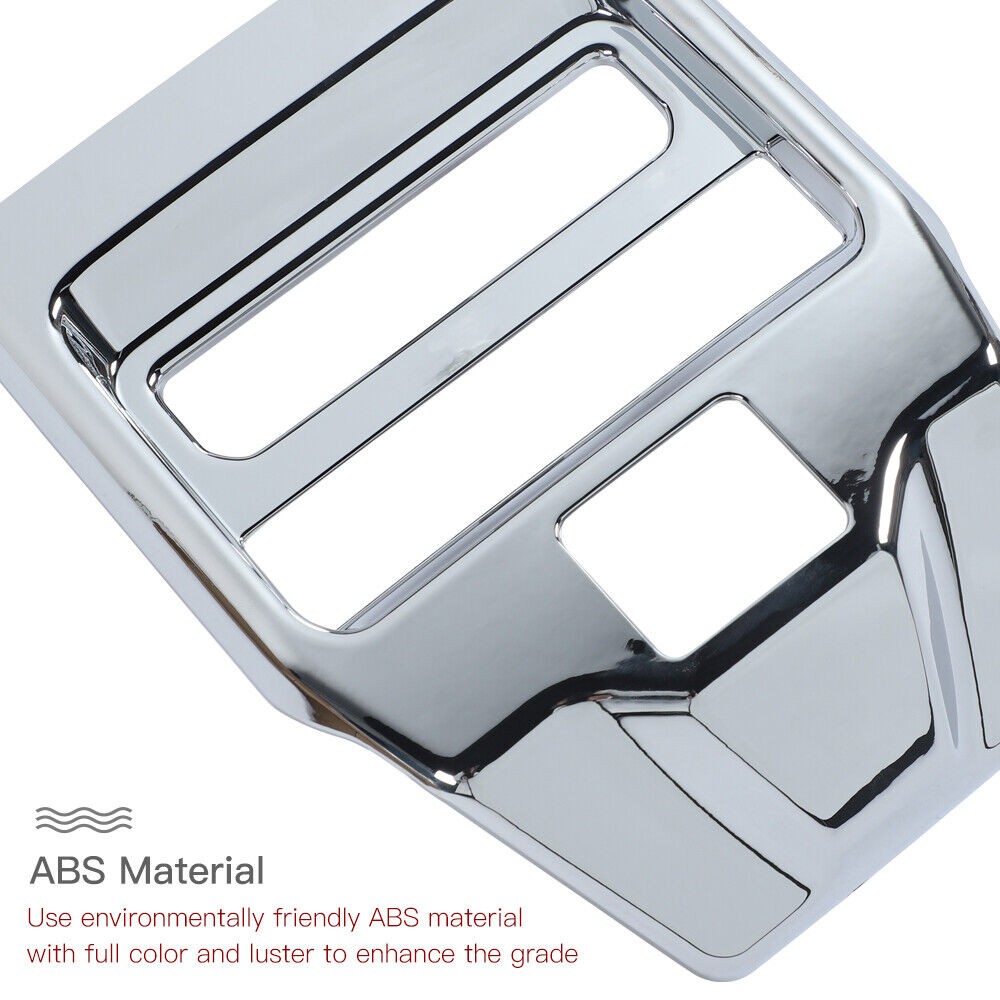 ABS Material
Use environmentally friendly ABS material
with full color and luster to enhance the grade